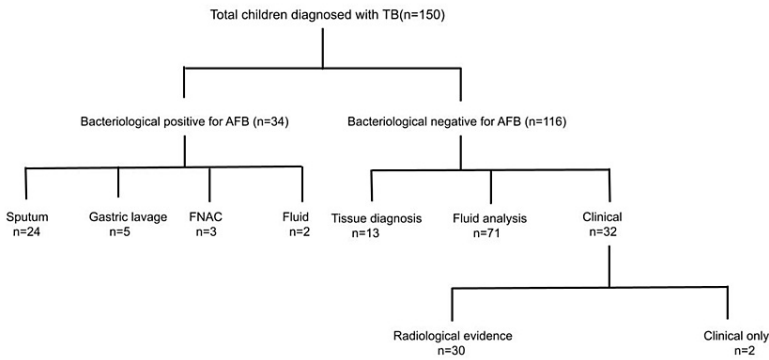 Total children diagnosed with TB(n=150)
Bacteriological positive for AFB (n=34)
Bacteriological negative for AFB (n=116)
Sputum
n=24
Gastric lavage
n=5
FNAC
n=3
Fluid
n=2
Tissue diagnosis
n=13
Fluid analysis
n=71
Clinical
n=32
Radiological evidence
n=30
Clinical only
n=2